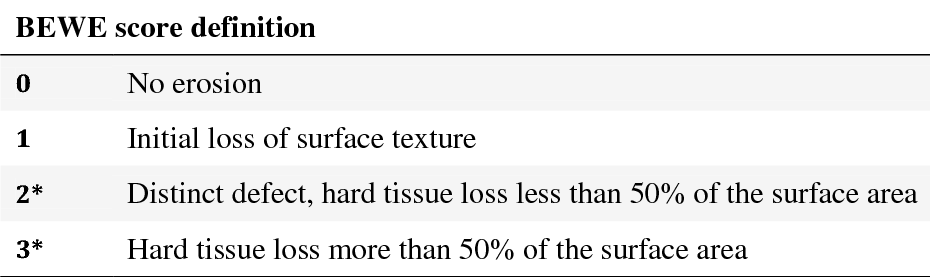 BEWE score definition
0 No erosion
1 Initial loss of surface texture
2* Distinct defect, hard tissue loss less than 50% of the surface area
3* Hard tissue loss more than 50% of the surface area